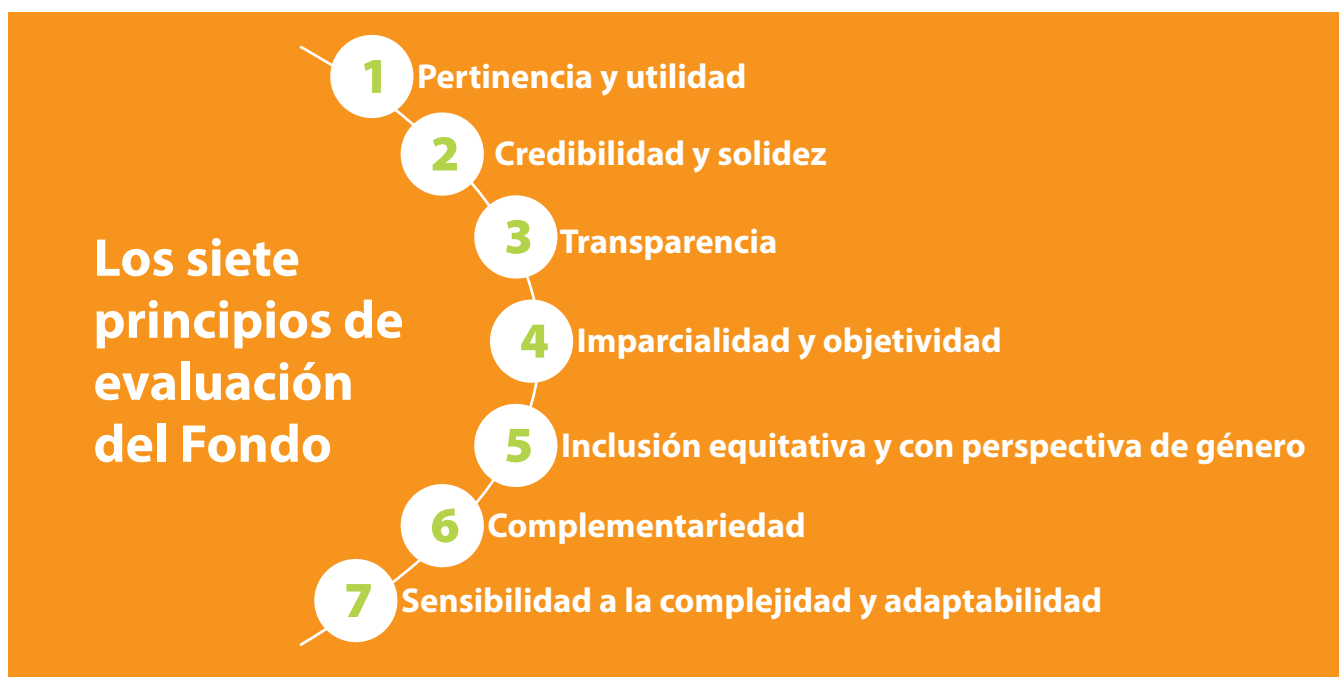 Los siete
principios de
evaluación
del Fondo
1 Pertinencia y utilidad
2 Credibilidad y solidez
3 Transparencia
4 Imparcialidad y objetividad
5 Inclusión equitativa y con perspectiva de género
6 Complementariedad
7 Sensibilidad a la complejidad y adaptabilidad